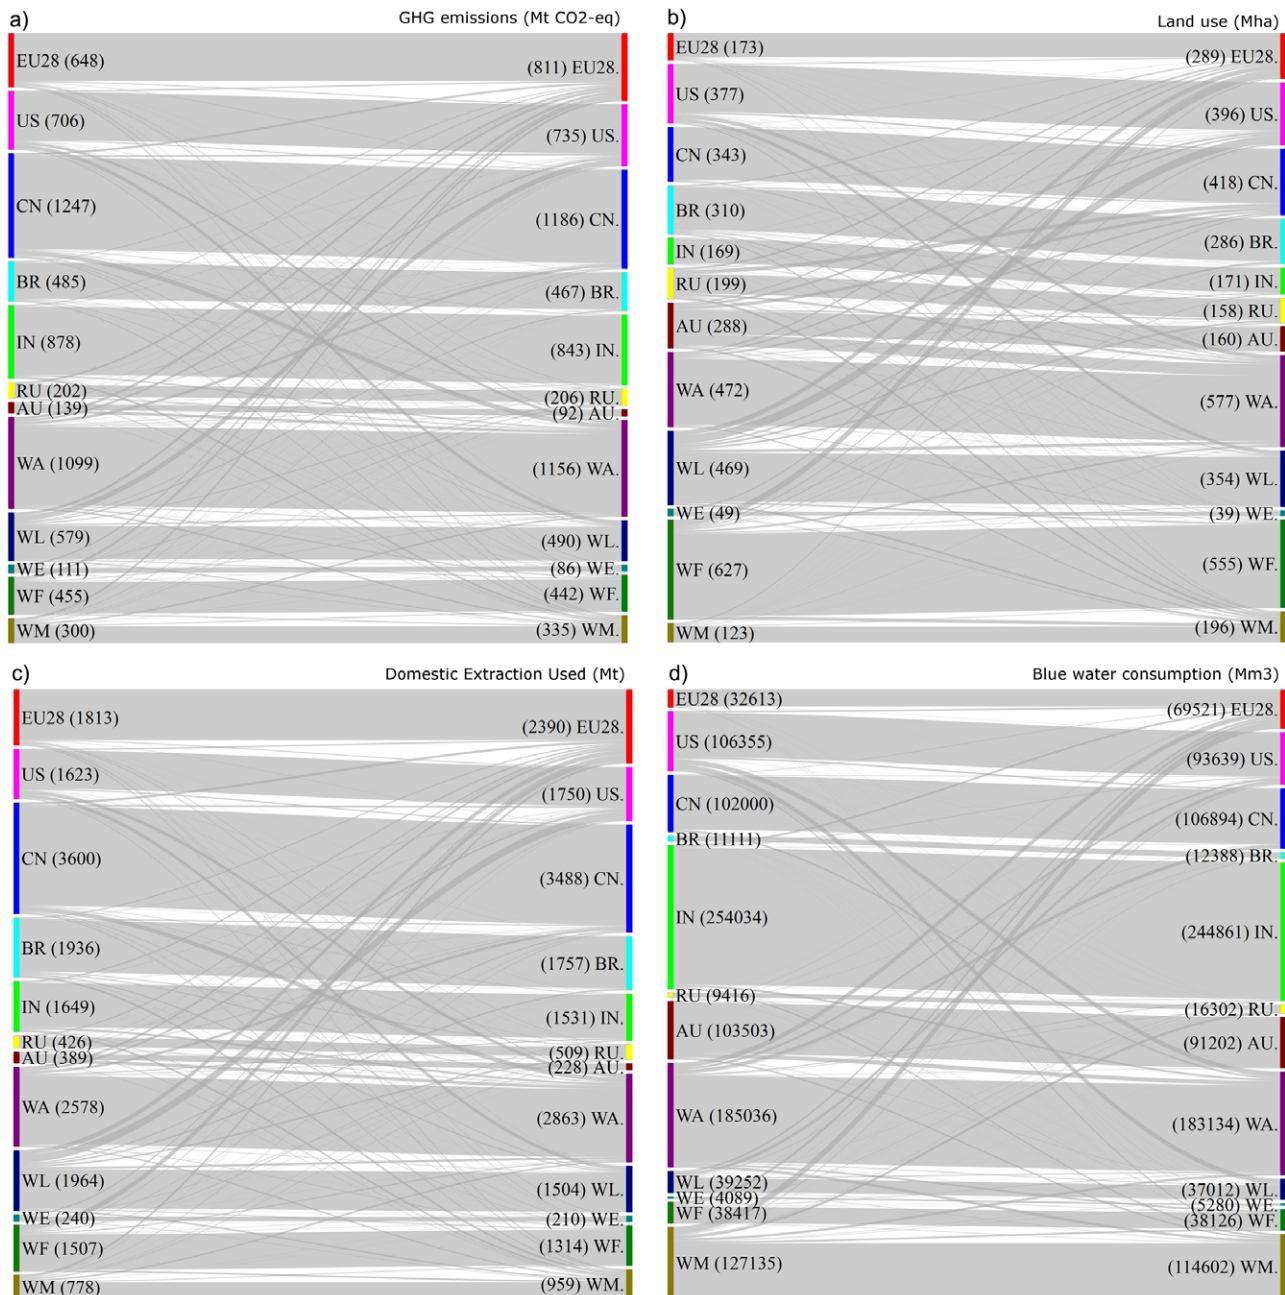 a)
GHG emissions (Mt CO2-eq)
EU28 (648)
(811) EU28.
US (706)
(735) US.
CN (1247)
(1186) CN.
BR (485)
(467) BR.
IN (878)
(843) IN.
RU (202)
(206) RU.
AU (139)
(92) AU.
WA (1099)
(1156) WA.
WL (579)
(490) WL.
WE (111)
(86) WE.
WF (455)
(442) WF.
WM (300)
(335) WM.
b)
Land use (Mha)
EU28 (173)
(289) EU28.
US (377)
(396) US.
CN (343)
(418) CN.
BR (310)
(286) BR.
IN (169)
(171) IN.
RU (199)
(158) RU.
AU (288)
(160) AU.
WA (472)
(577) WA.
WL (469)
(354) WL.
WE (49)
(39) WE.
WF (627)
(555) WF.
WM (123)
(196) WM.
c)
Domestic Extraction Used (Mt)
EU28 (1813)
(2390) EU28.
US (1623)
(1750) US.
CN (3600)
(3488) CN.
BR (1936)
(1757) BR.
IN (1649)
(1531) IN.
RU (426)
(509) RU.
AU (389)
(228) AU.
WA (2578)
(2863) WA.
WL (1964)
(1504) WL.
WE (240)
(210) WE.
WF (1507)
(1314) WF.
WM (778)
(959) WM.
d)
Blue water consumption (Mm3)
EU28 (32613)
(69521) EU28.
US (106355)
(93639) US.
CN (102000)
(106894) CN.
BR (11111)
(12388) BR.
IN (254034)
(244861) IN.
RU (9416)
(16302) RU.
AU (103503)
(91202) AU.
WA (185036)
(183134) WA.
WL (39252)
(37012) WL.
WE (4089)
(5280) WE.
WF (38417)
(38126) WF.
WM (127135)
(114602) WM.